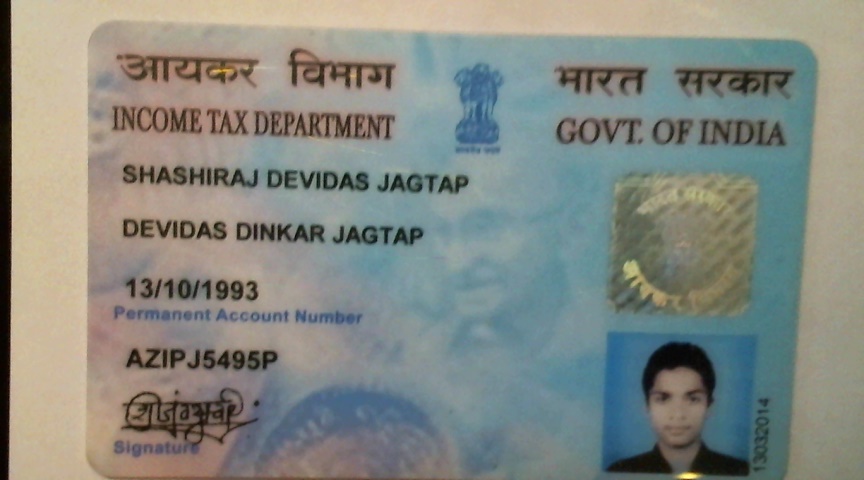 आयकर विभाग
भारत सरकार
INCOME TAX DEPARTMENT
GOVT. OF INDIA
SHASHIRAJ DEVIDAS JAGTAP
DEVIDAS DINKAR JAGTAP
13/10/1993
Permanent Account Number
AZIPJ5495P
Signature
13032014